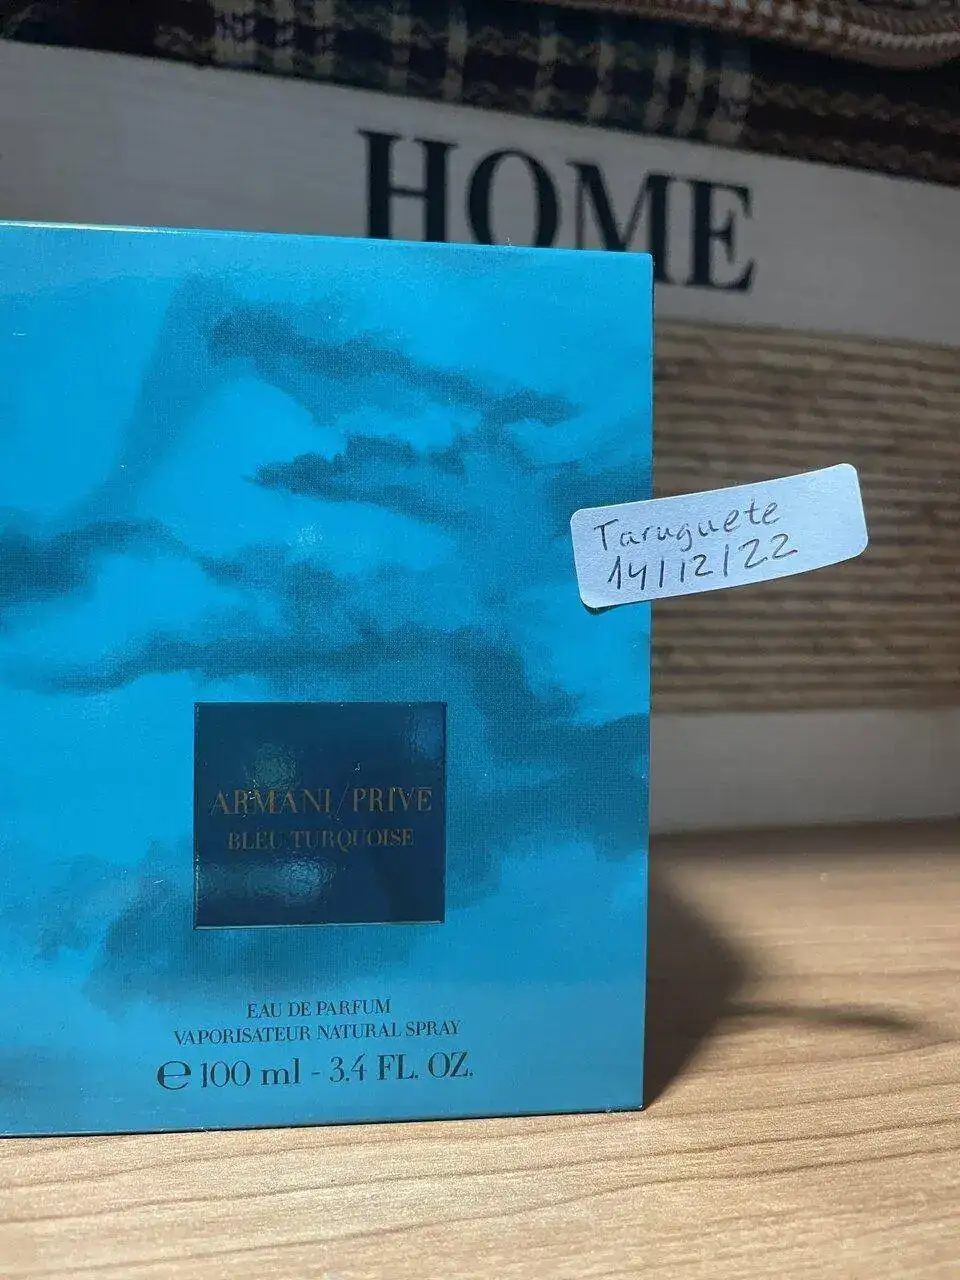 HOME
Taruguete
14/12/22
ARMANI/PRIVĒ
BLEU TURQUOISE
EAU DE PARFUM
VAPORISATEUR NATURAL SPRAY
℮ 100 ml - 3.4 FL. OZ.